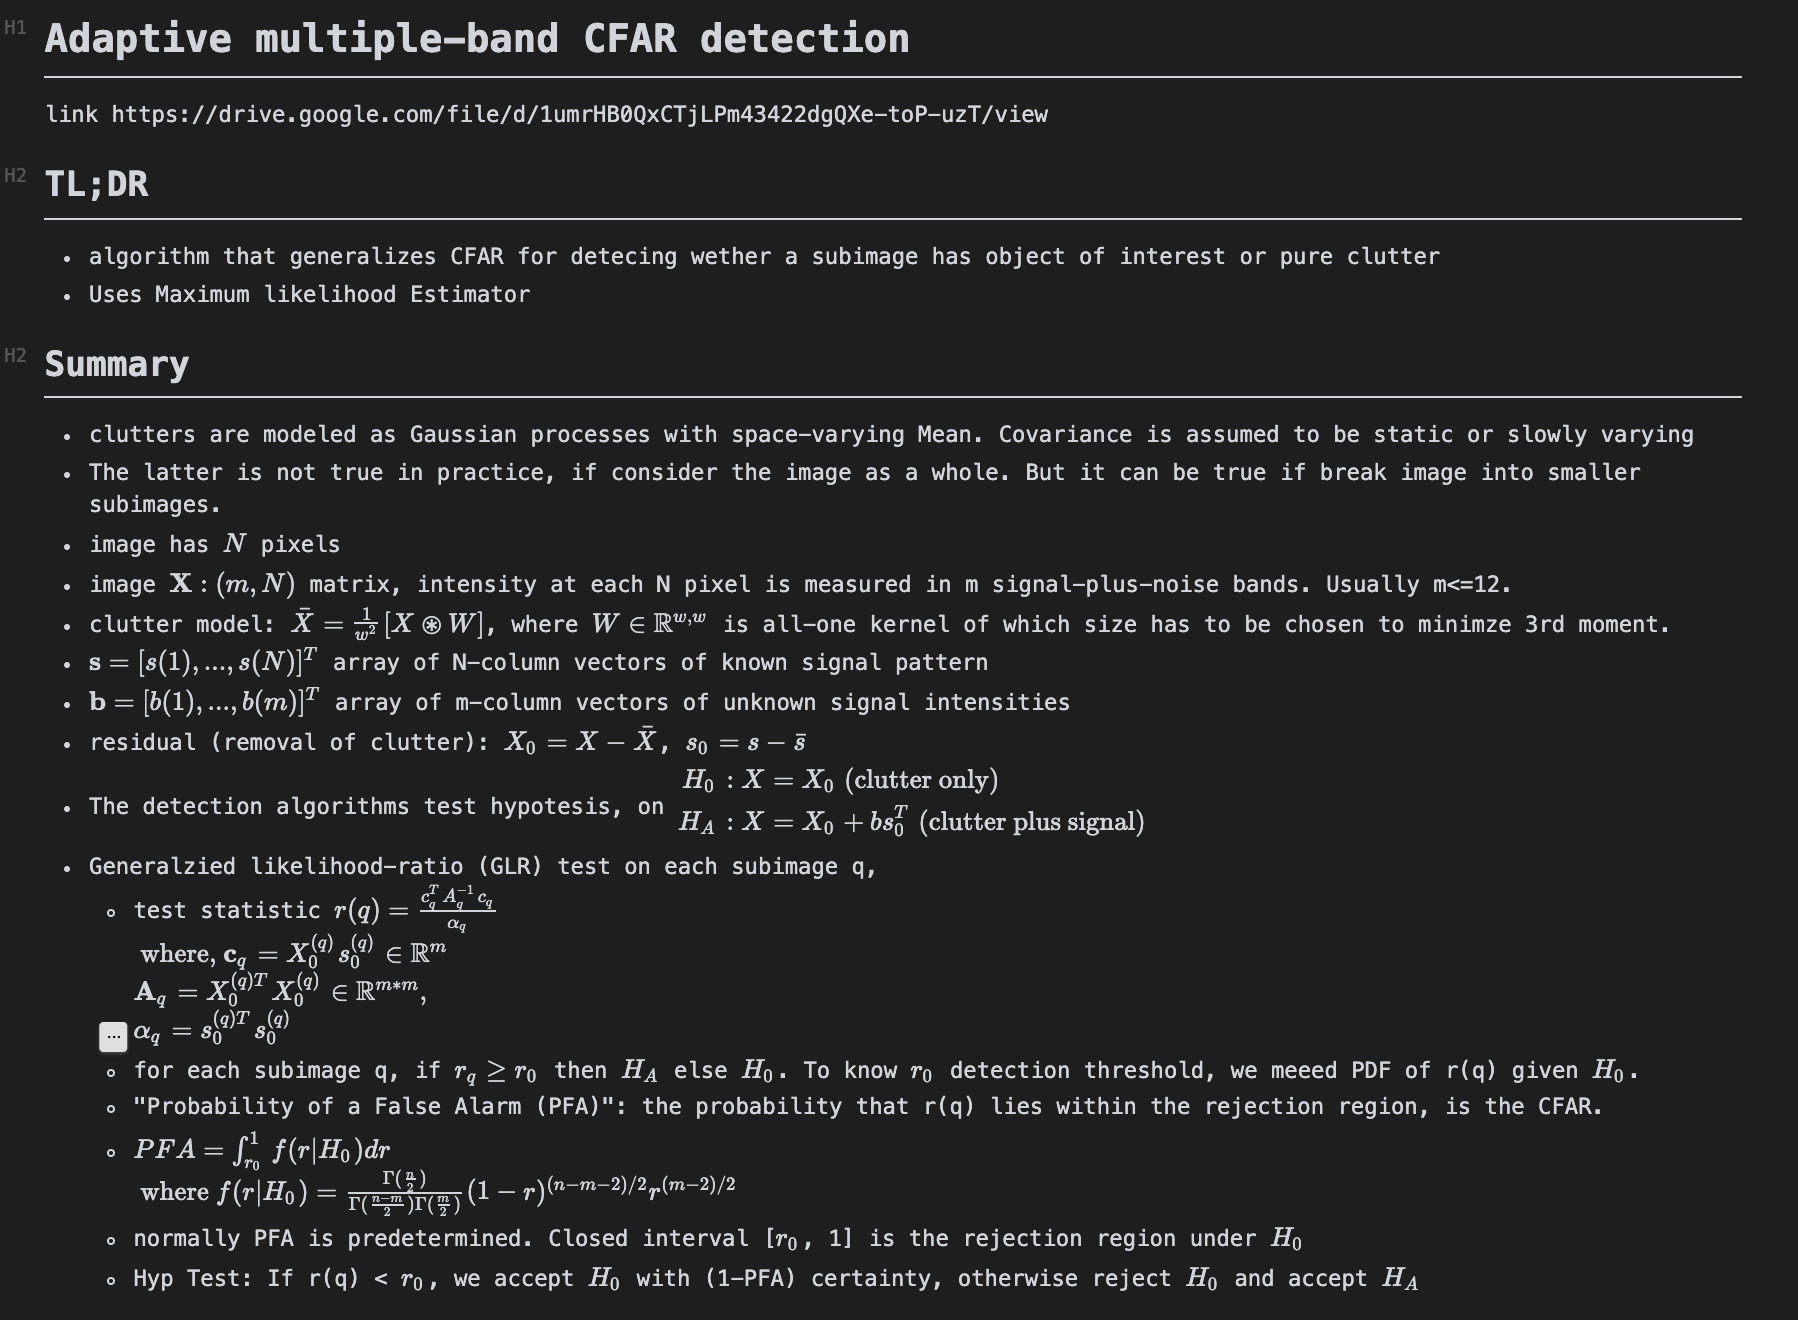 H1 Adaptive multiple-band CFAR detection
link https://drive.google.com/file/d/1umrHB0QxCTjLPm43422dgQXe-toP-uzT/view
H2 TL;DR
• algorithm that generalizes CFAR for detecing wether a subimage has object of interest or pure clutter
• Uses Maximum likelihood Estimator
H2 Summary
• clutters are modeled as Gaussian processes with space-varying Mean. Covariance is assumed to be static or slowly varying
• The latter is not true in practice, if consider the image as a whole. But it can be true if break image into smaller
subimages.
• image has $N$ pixels
• image $\mathbf{X} : (m, N)$ matrix, intensity at each N pixel is measured in m signal-plus-noise bands. Usually m<=12.
• clutter model: $\bar{X} = \frac{1}{w^2}[X \circledast W]$, where $W \in \mathbb{R}^{w,w}$ is all-one kernel of which size has to be chosen to minimze 3rd moment.
• $\mathbf{s} = [s(1), ..., s(N)]^T$ array of N-column vectors of known signal pattern
• $\mathbf{b} = [b(1), ..., b(m)]^T$ array of m-column vectors of unknown signal intensities
• residual (removal of clutter): $X_0 = X - \bar{X}$, $s_0 = s - \bar{s}$
• The detection algorithms test hypotesis, on $H_0 : X = X_0$ (clutter only)
$H_A : X = X_0 + bs_0^T$ (clutter plus signal)
• Generalzied likelihood-ratio (GLR) test on each subimage q,
◦ test statistic $r(q) = \frac{c_q^T A_q^{-1} c_q}{\alpha_q}$
where, $\mathbf{c}_q = X_0^{(q)} s_0^{(q)} \in \mathbb{R}^m$
$\mathbf{A}_q = X_0^{(q)T} X_0^{(q)} \in \mathbb{R}^{m*m}$,
... $\alpha_q = s_0^{(q)T} s_0^{(q)}$
◦ for each subimage q, if $r_q \geq r_0$ then $H_A$ else $H_0$. To know $r_0$ detection threshold, we meeed PDF of r(q) given $H_0$.
◦ "Probability of a False Alarm (PFA)": the probability that r(q) lies within the rejection region, is the CFAR.
◦ $PFA = \int_{r_0}^1 f(r|H_0)dr$
where $f(r|H_0) = \frac{\Gamma(\frac{n}{2})}{\Gamma(\frac{n-m}{2})\Gamma(\frac{m}{2})}(1-r)^{(n-m-2)/2}r^{(m-2)/2}$
◦ normally PFA is predetermined. Closed interval [$r_0$, 1] is the rejection region under $H_0$
◦ Hyp Test: If r(q) < $r_0$, we accept $H_0$ with (1-PFA) certainty, otherwise reject $H_0$ and accept $H_A$